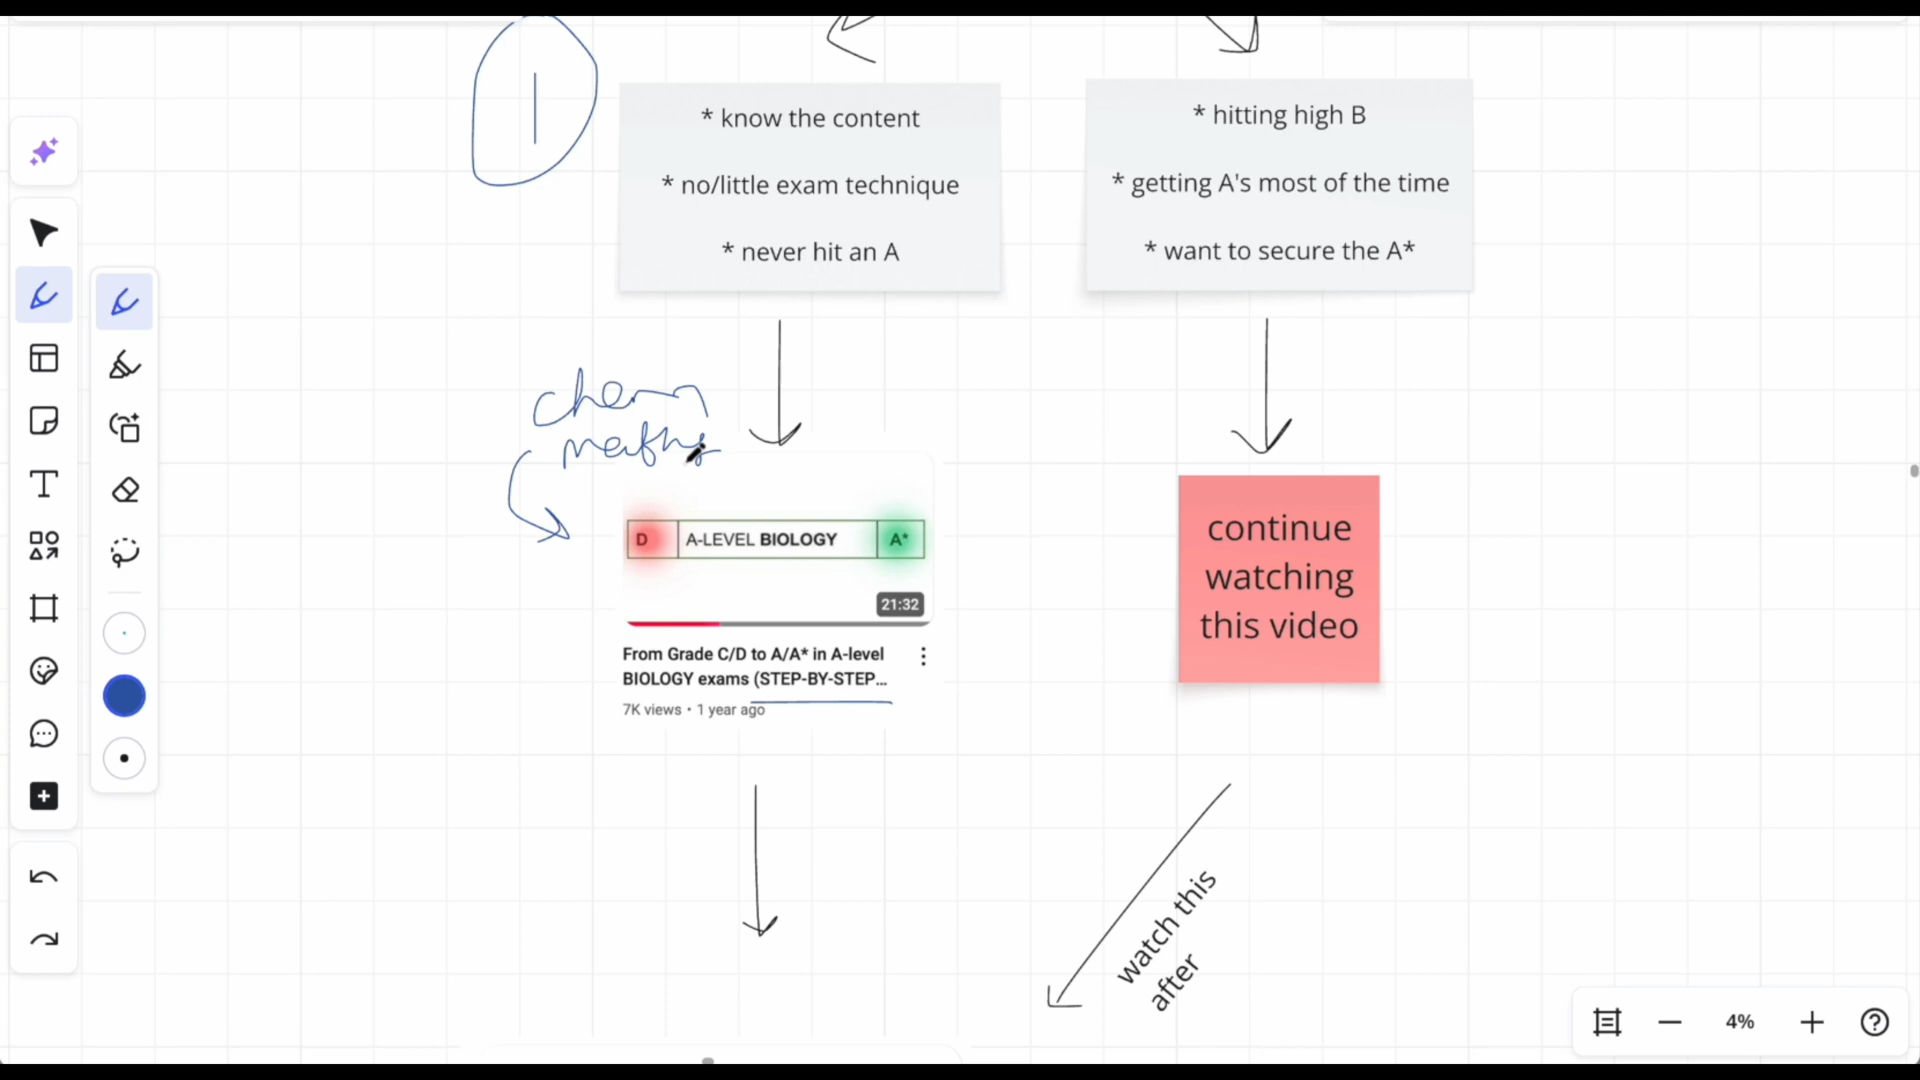 1
* know the content
* no/little exam technique
* never hit an A
* hitting high B
* getting A's most of the time
* want to secure the A*
chem
maths
D A-LEVEL BIOLOGY A*
21:32
From Grade C/D to A/A* in A-level
BIOLOGY exams (STEP-BY-STEP...
7K views • 1 year ago
continue
watching
this video
watch this
after
4%